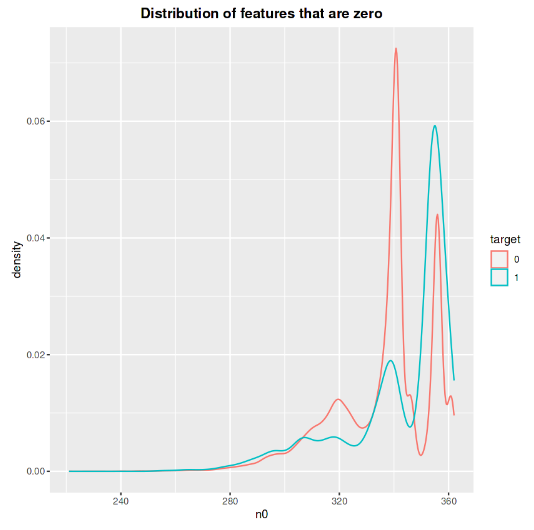 Distribution of features that are zero
density
0.06
0.04
0.02
0.00
240
280
320
360
n0
target
0
1